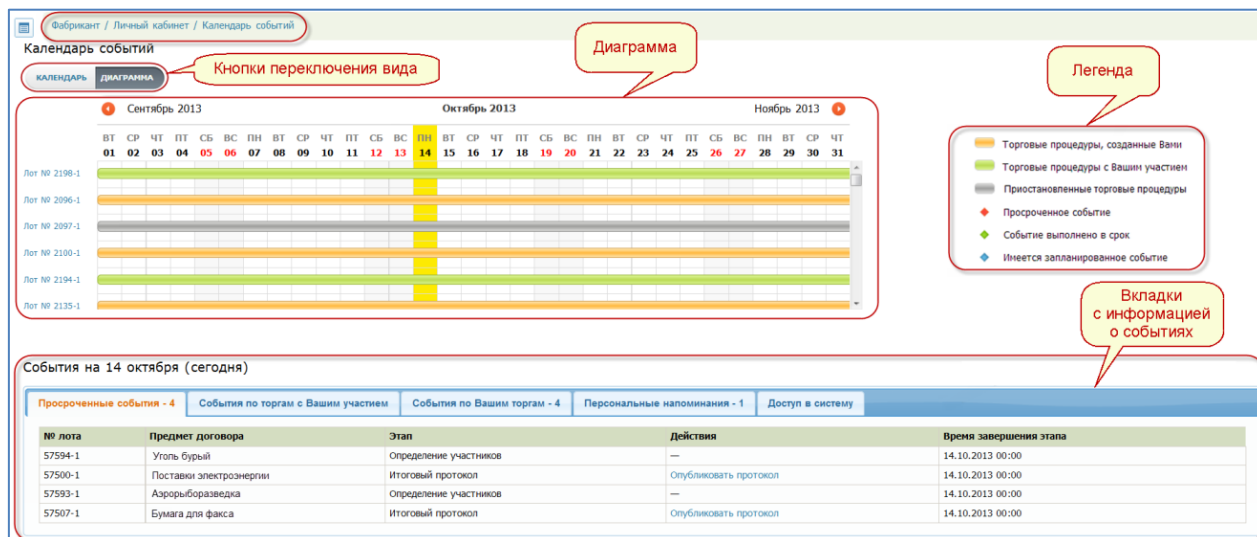 Фабрикант / Личный кабинет / Календарь событий
Календарь событий
КАЛЕНДАРЬ ДИАГРАММА
Кнопки переключения вида
Диаграмма
Легенда
Сентябрь 2013 Октябрь 2013 Ноябрь 2013
ВТ СР ЧТ ПТ СБ ВС ПН ВТ СР ЧТ ПТ СБ ВС ПН ВТ СР ЧТ ПТ СБ ВС ПН ВТ СР ЧТ ПТ СБ ВС ПН ВТ СР ЧТ
01 02 03 04 05 06 07 08 09 10 11 12 13 14 15 16 17 18 19 20 21 22 23 24 25 26 27 28 29 30 31
Лот № 2198-1
Лот № 2096-1
Лот № 2097-1
Лот № 2100-1
Лот № 2194-1
Лот № 2135-1
Торговые процедуры, созданные Вами
Торговые процедуры с Вашим участием
Приостановленные торговые процедуры
Просроченное событие
Событие выполнено в срок
Имеется запланированное событие
Вкладки
с информацией
о событиях
События на 14 октября (сегодня)
Просроченные события - 4 События по торгам с Вашим участием События по Вашим торгам - 4 Персональные напоминания - 1 Доступ в систему
№ лота Предмет договора Этап Действия Время завершения этапа
57594-1 Уголь бурый Определение участников — 14.10.2013 00:00
57500-1 Поставки электроэнергии Итоговый протокол Опубликовать протокол 14.10.2013 00:00
57593-1 Аэрорыборазведка Определение участников — 14.10.2013 00:00
57507-1 Бумага для факса Итоговый протокол Опубликовать протокол 14.10.2013 00:00